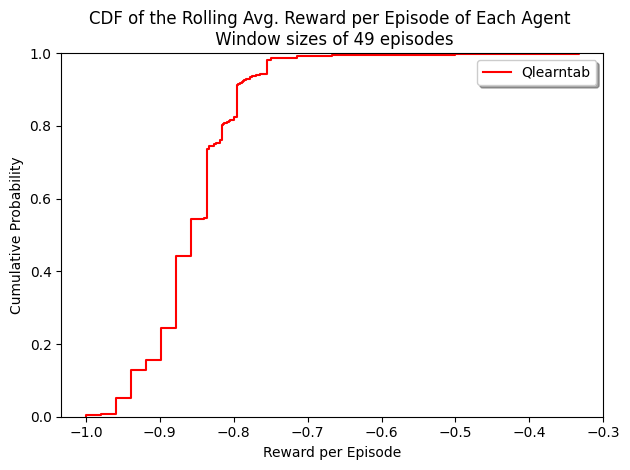 CDF of the Rolling Avg. Reward per Episode of Each Agent
Window sizes of 49 episodes
Qlearntab
1.0
0.8
0.6
0.4
0.2
0.0
Cumulative Probability
−1.0 −0.9 −0.8 −0.7 −0.6 −0.5 −0.4 −0.3
Reward per Episode